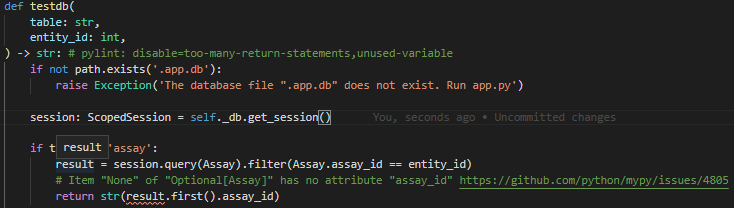 def testdb(
table: str,
entity_id: int,
) -> str: # pylint: disable=too-many-return-statements,unused-variable
if not path.exists('.app.db'):
raise Exception('The database file ".app.db" does not exist. Run app.py')
session: ScopedSession = self._db.get_session() You, seconds ago • Uncommitted changes
if t result 'assay':
result = session.query(Assay).filter(Assay.assay_id == entity_id)
# Item "None" of "Optional[Assay]" has no attribute "assay_id" https://github.com/python/mypy/issues/4805
return str(result.first().assay_id)